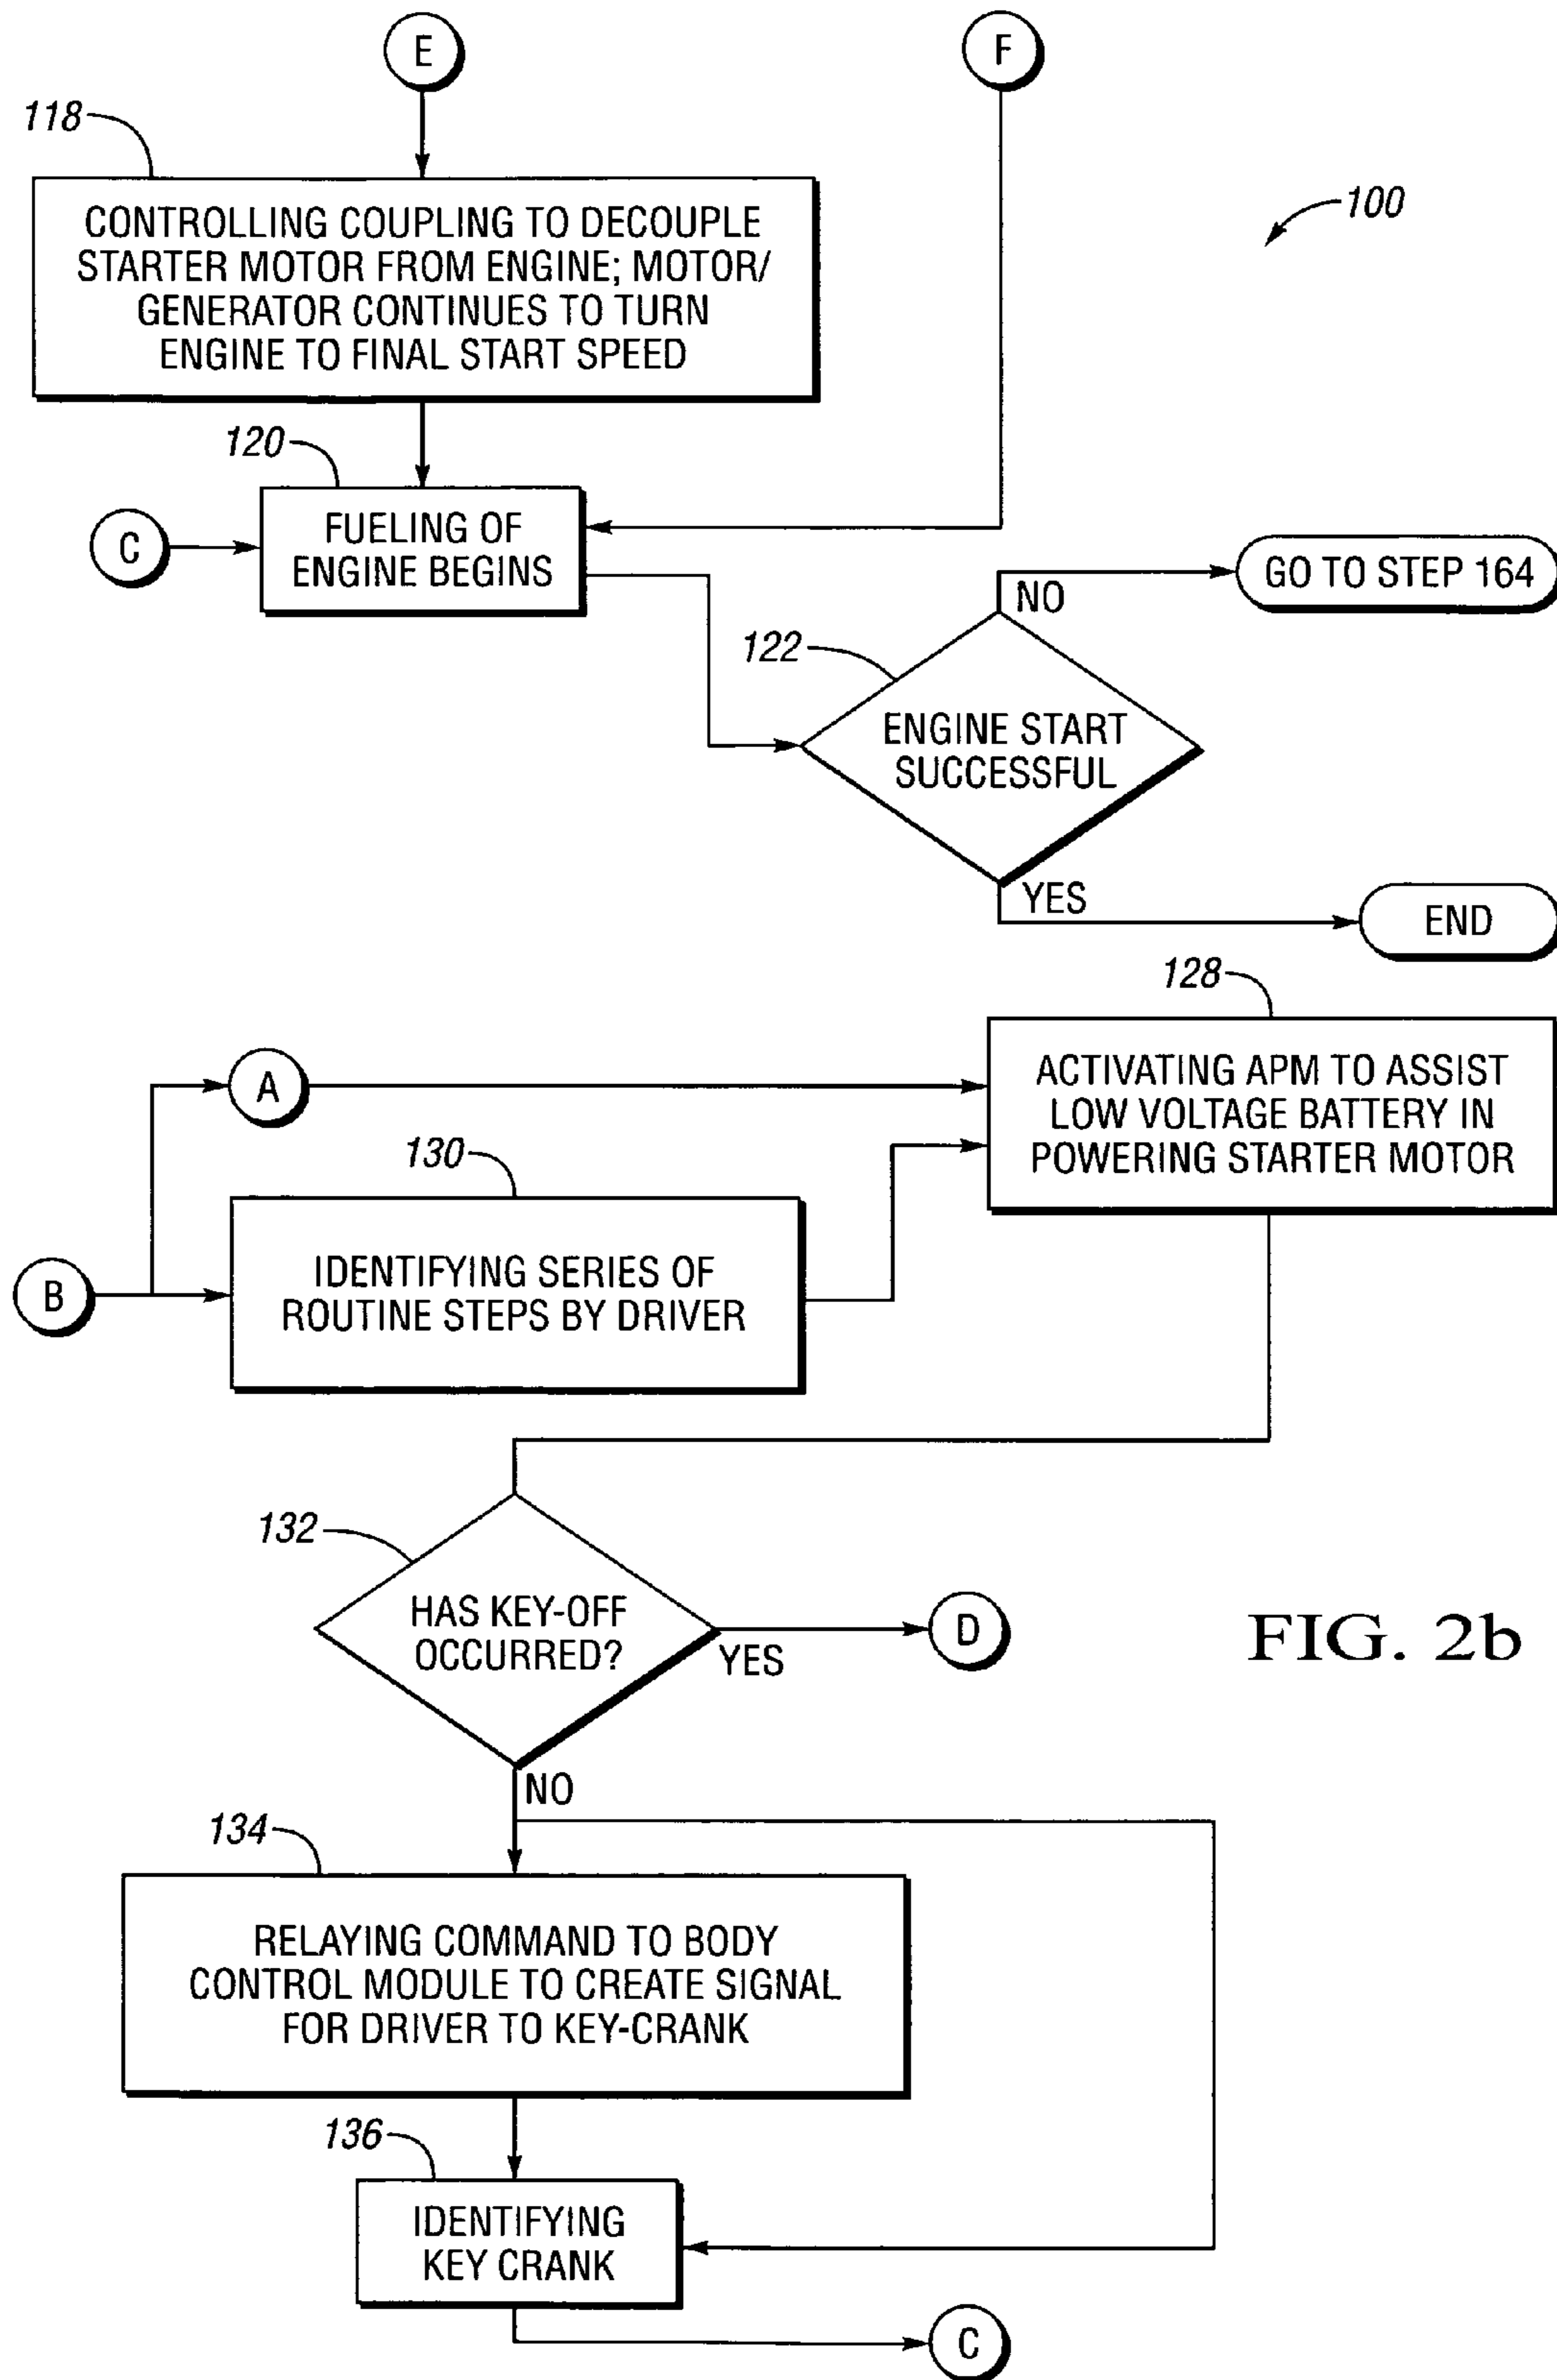 E
F
118
100
CONTROLLING COUPLING TO DECOUPLE
STARTER MOTOR FROM ENGINE; MOTOR/
GENERATOR CONTINUES TO TURN
ENGINE TO FINAL START SPEED
120
C
FUELING OF
ENGINE BEGINS
GO TO STEP 164
NO
122
ENGINE START
SUCCESSFUL
YES
END
128
A
ACTIVATING APM TO ASSIST
LOW VOLTAGE BATTERY IN
POWERING STARTER MOTOR
130
B
IDENTIFYING SERIES OF
ROUTINE STEPS BY DRIVER
132
HAS KEY-OFF
OCCURRED?
YES
D
FIG. 2b
NO
134
RELAYING COMMAND TO BODY
CONTROL MODULE TO CREATE SIGNAL
FOR DRIVER TO KEY-CRANK
136
IDENTIFYING
KEY CRANK
C